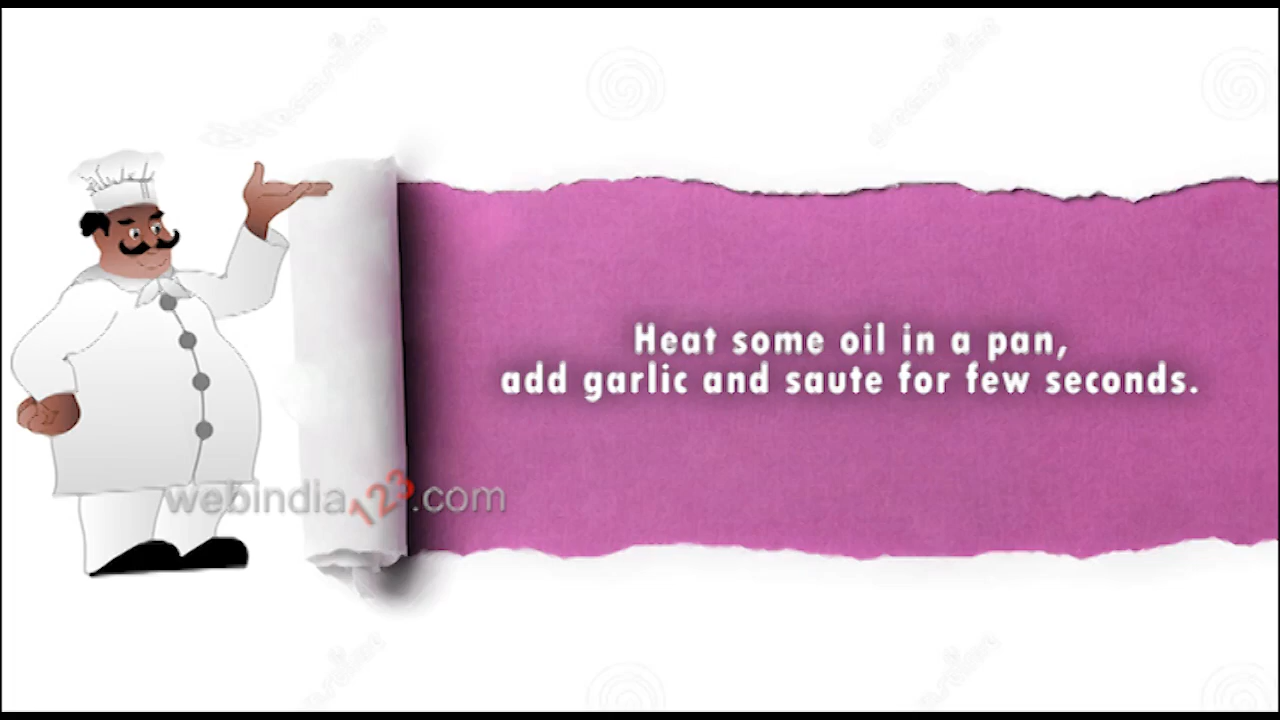 Heat some oil in a pan,
add garlic and saute for few seconds.
webindia123.com